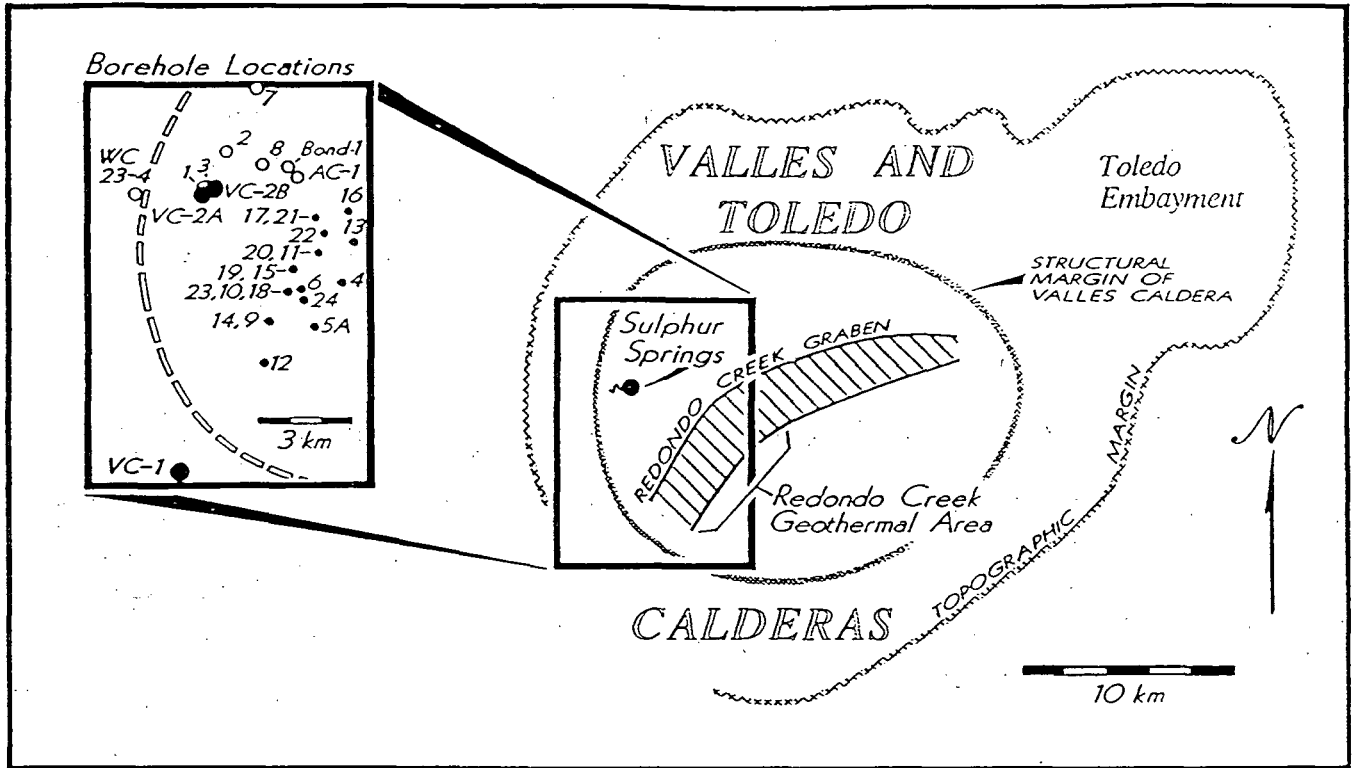 Borehole Locations
7
2
8
Bond-1
WC
23-4
1
3
AC-1
VC-2B
VC-2A
16
17, 21
13
22
20, 11
19, 15
4
6
23, 10, 18
24
14, 9
5A
12
3 km
VC-1
VALLES AND
TOLEDO
CALDERAS
Toledo
Embayment
STRUCTURAL
MARGIN OF
VALLES CALDERA
Sulphur
Springs
REDONDO CREEK GRABEN
Redondo Creek
Geothermal Area
TOPOGRAPHIC MARGIN
N
10 km